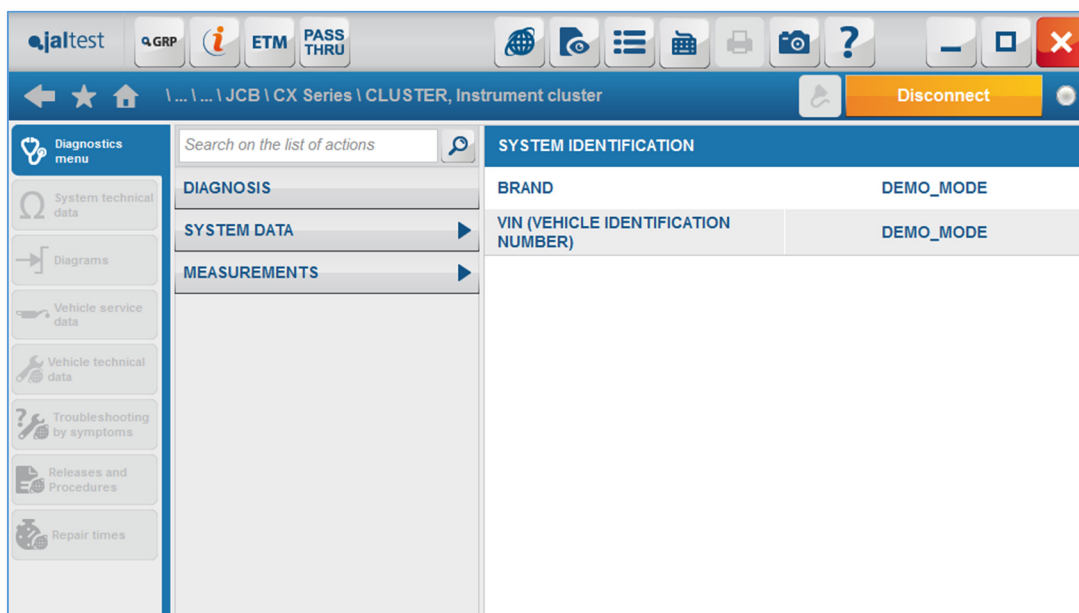 jaltest GRP i ETM PASS THRU ?
\ ... \ ... \ JCB \ CX Series \ CLUSTER, Instrument cluster
Disconnect
Diagnostics
menu
System technical
data
Diagrams
Vehicle service
data
Vehicle technical
data
Troubleshooting
by symptoms
Releases and
Procedures
Repair times
Search on the list of actions
DIAGNOSIS
SYSTEM DATA
MEASUREMENTS
SYSTEM IDENTIFICATION
BRAND DEMO_MODE
VIN (VEHICLE IDENTIFICATION
NUMBER) DEMO_MODE